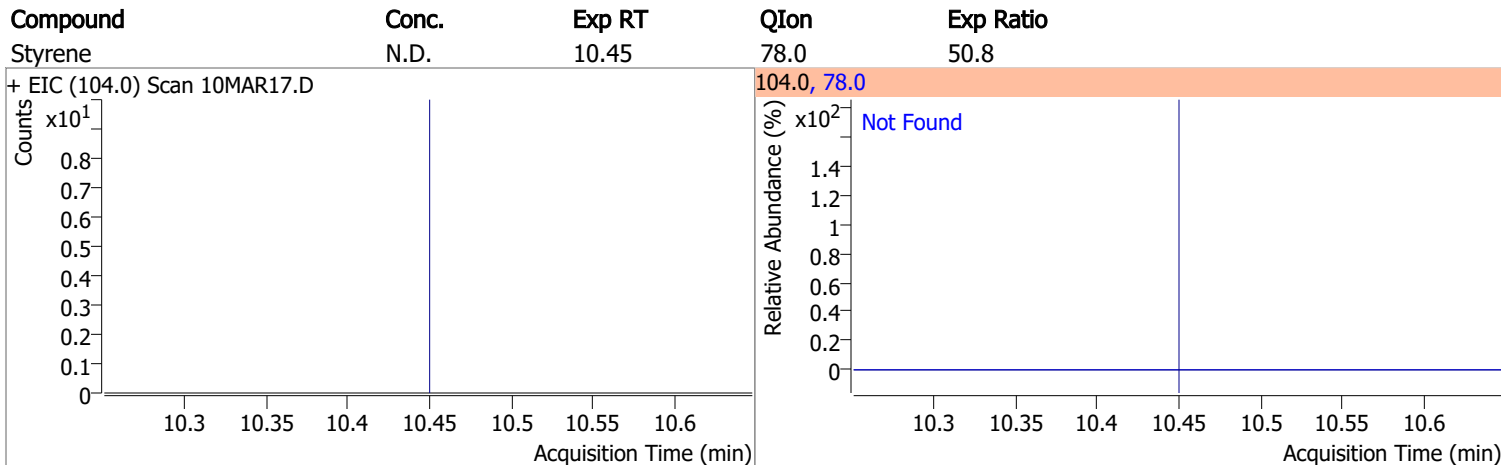 Compound Conc. Exp RT QIon Exp Ratio
Styrene N.D. 10.45 78.0 50.8
+ EIC (104.0) Scan 10MAR17.D
Counts
x10¹
0.8
0.7
0.6
0.5
0.4
0.3
0.2
0.1
0
10.3 10.35 10.4 10.45 10.5 10.55 10.6
Acquisition Time (min)
104.0, 78.0
Relative Abundance (%)
x10²
Not Found
1.4
1.2
1
0.8
0.6
0.4
0.2
0
10.3 10.35 10.4 10.45 10.5 10.55 10.6
Acquisition Time (min)